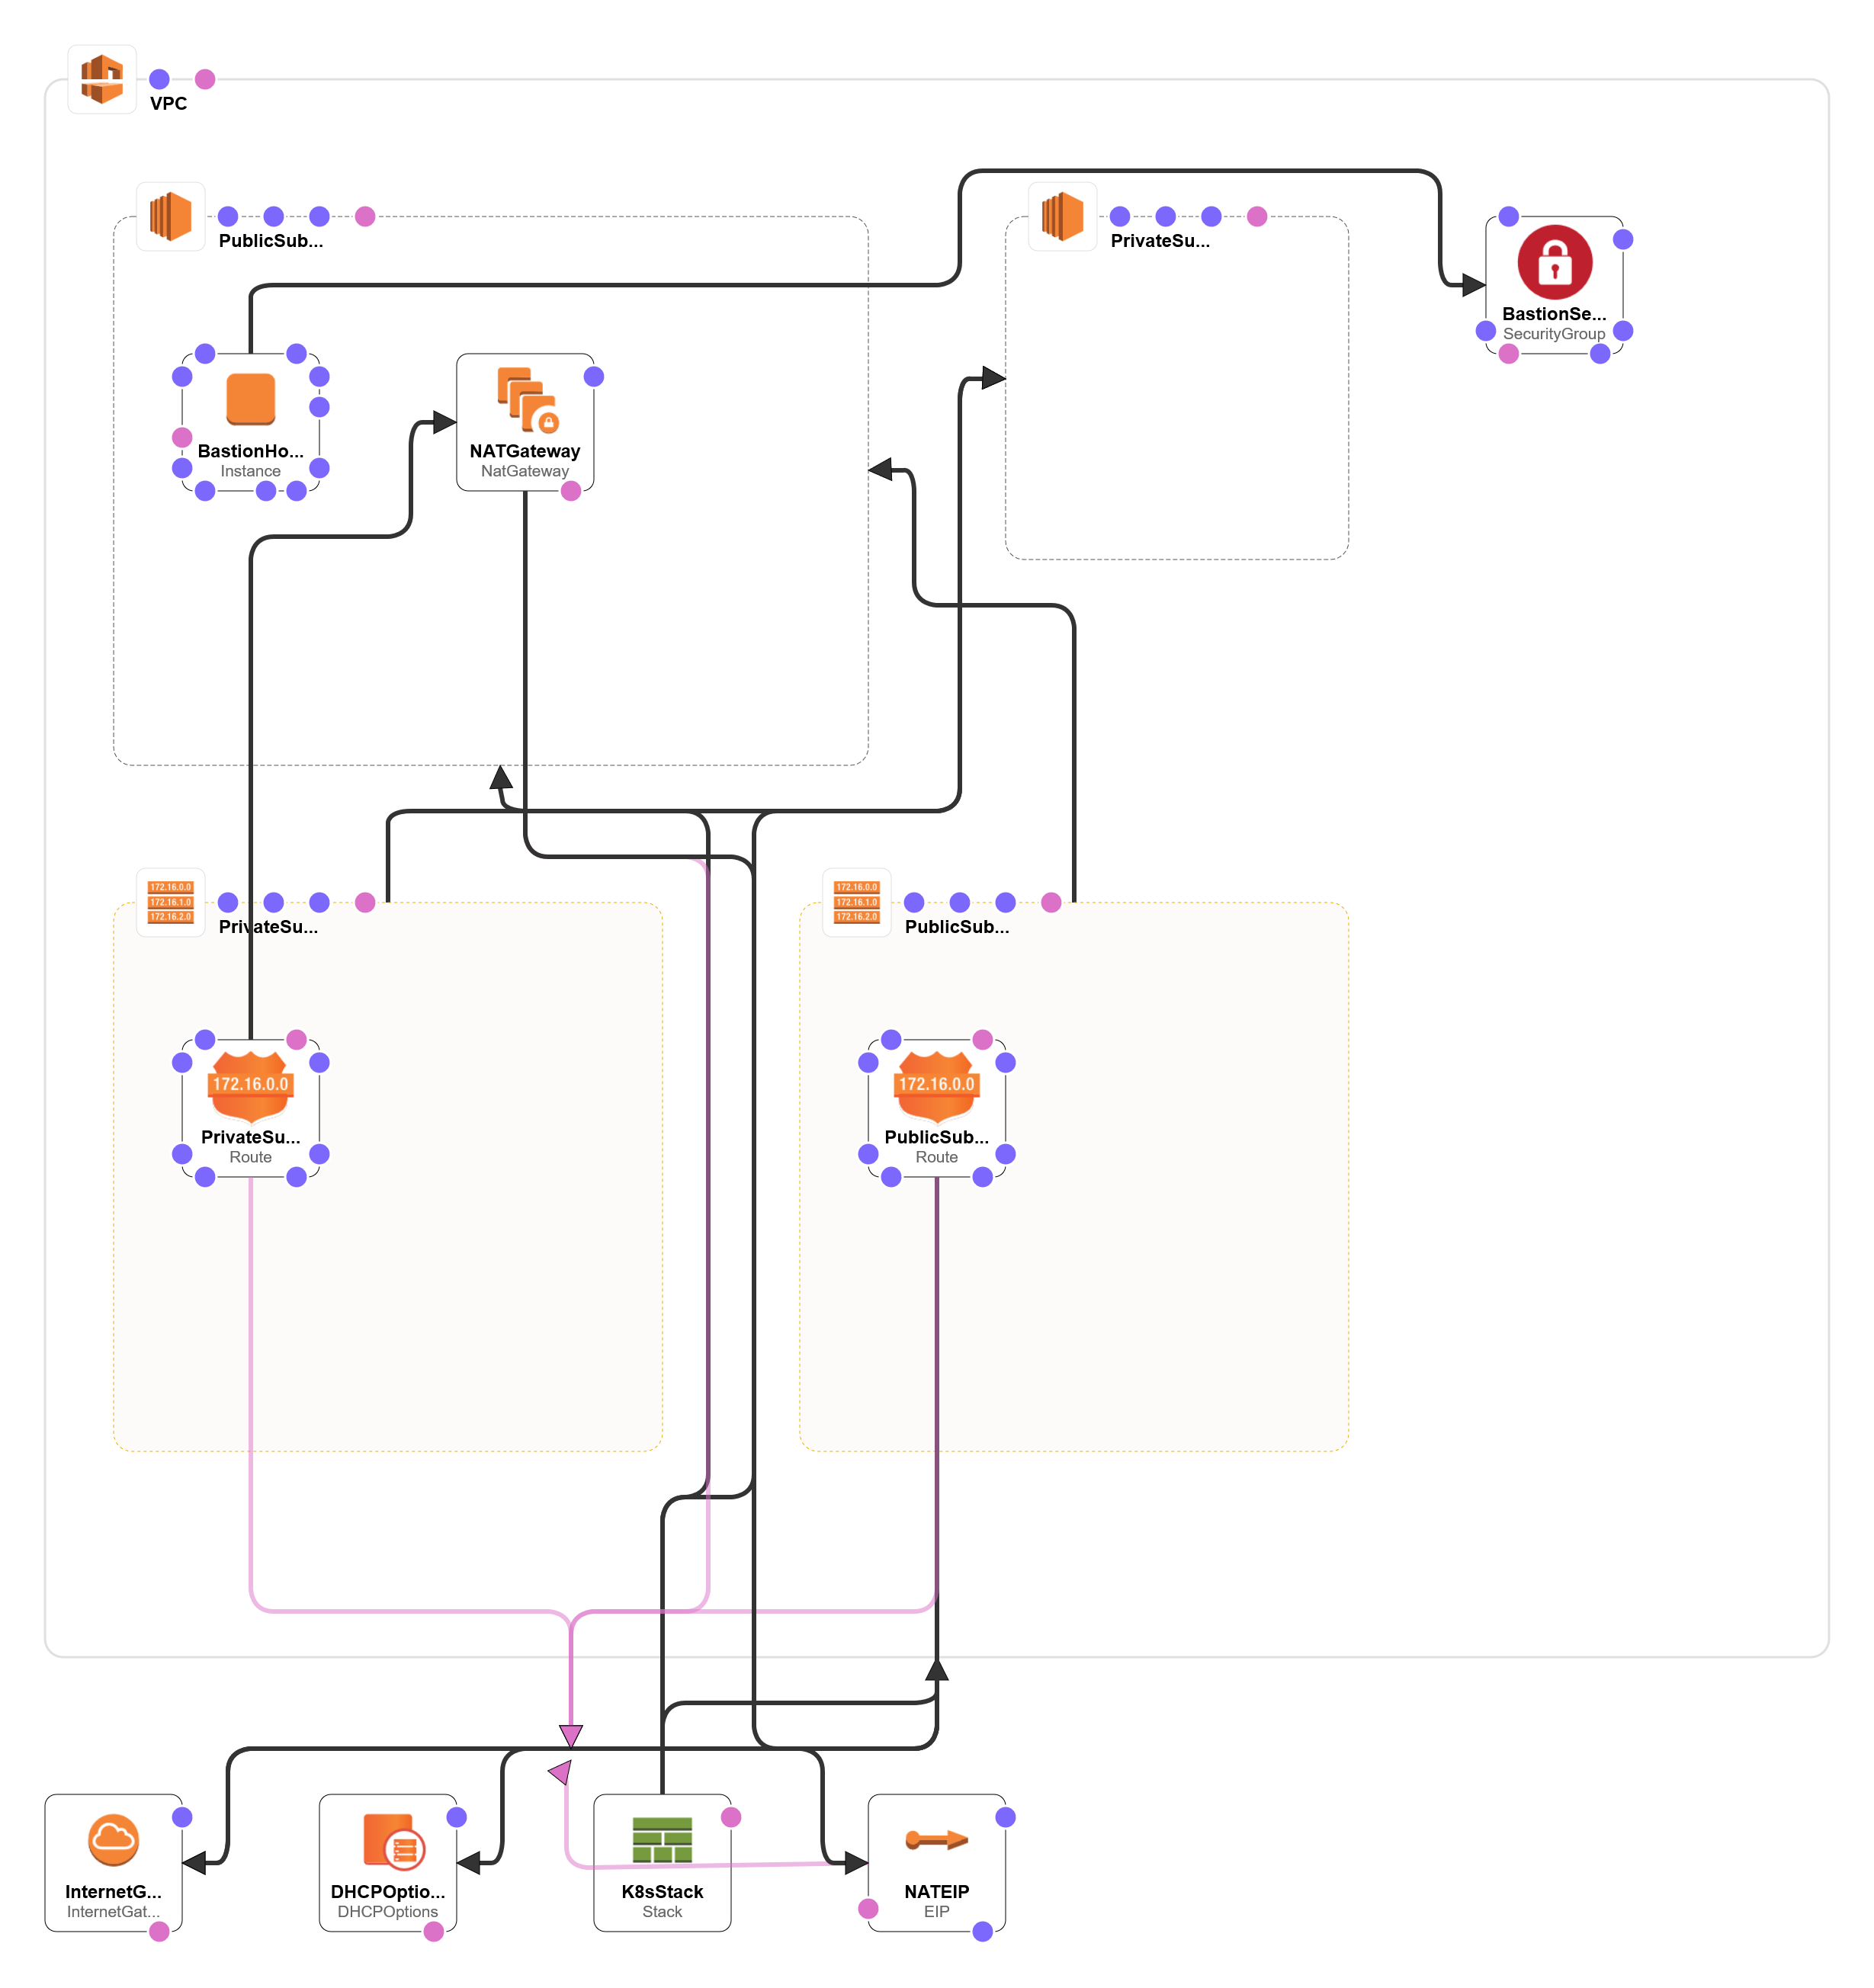 VPC
PublicSub...
PrivateSu...
BastionSe...
SecurityGroup
BastionHo...
Instance
NATGateway
NatGateway
172.16.0.0
172.16.1.0
172.16.2.0
PrivateSu...
172.16.0.0
172.16.1.0
172.16.2.0
PublicSub...
172.16.0.0
PrivateSu...
Route
172.16.0.0
PublicSub...
Route
InternetG...
InternetGat...
DHCPOptio...
DHCPOptions
K8sStack
Stack
NATEIP
EIP